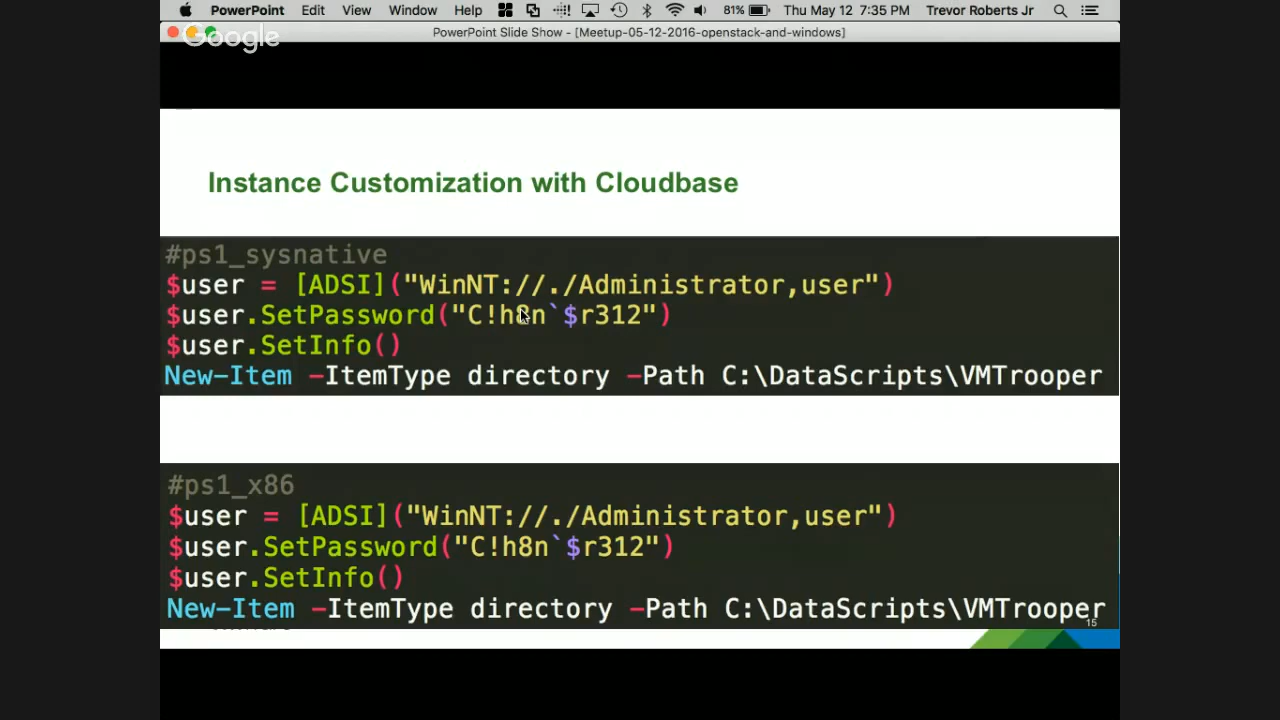 PowerPoint Edit View Window Help 81% Thu May 12 7:35 PM Trevor Roberts Jr
Google
PowerPoint Slide Show - [Meetup-05-12-2016-openstack-and-windows]
Instance Customization with Cloudbase
#ps1_sysnative
$user = [ADSI]("WinNT://./Administrator,user")
$user.SetPassword("C!h8n`$r312")
$user.SetInfo()
New-Item -ItemType directory -Path C:\DataScripts\VMTrooper
#ps1_x86
$user = [ADSI]("WinNT://./Administrator,user")
$user.SetPassword("C!h8n`$r312")
$user.SetInfo()
New-Item -ItemType directory -Path C:\DataScripts\VMTrooper
15